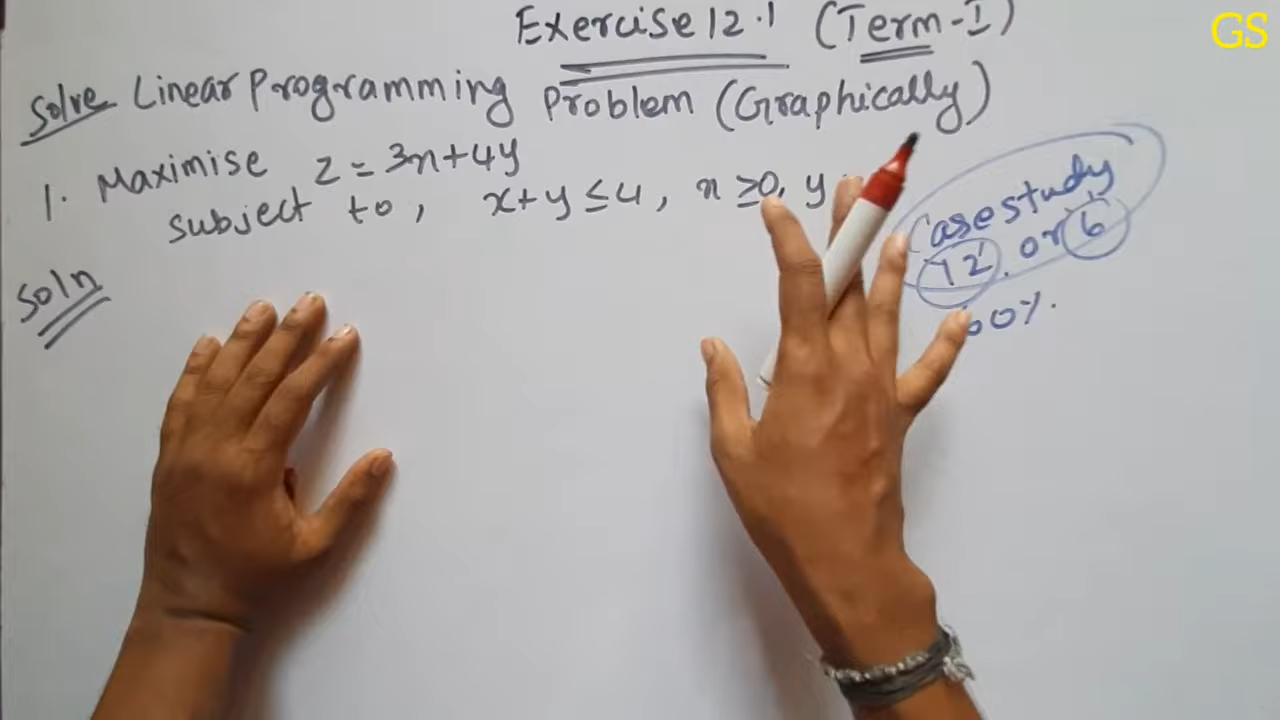 GS
Exercise 12.1 (Term-I)
Solve Linear Programming Problem (Graphically)
1. Maximise Z = 3x+4y
subject to, x+y ≤ 4, x ≥ 0, y
Soln
Case study
12 or 6
60%.